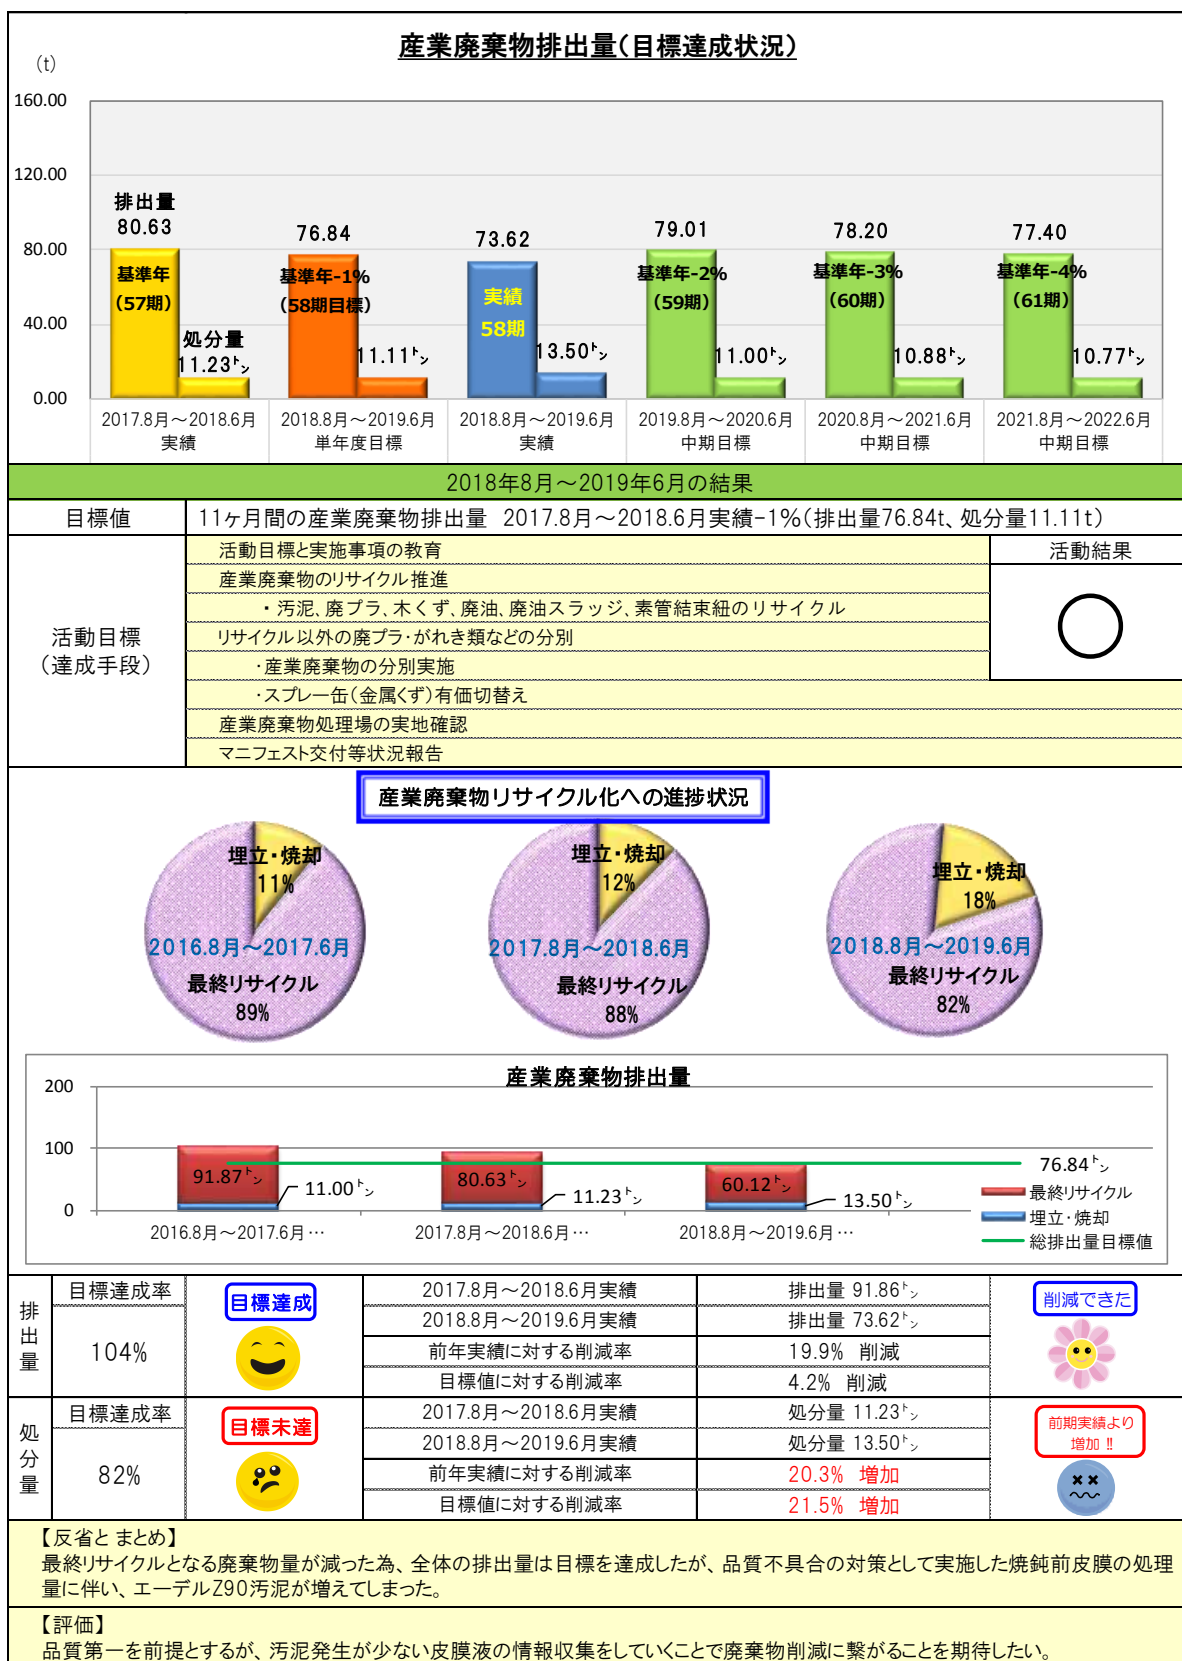 産業廃棄物排出量(目標達成状況)
(t)
160.00
120.00
80.00
40.00
0.00
排出量
80.63
76.84
73.62
79.01
78.20
77.40
基準年
(57期)
基準年-1%
(58期目標)
実績
58期
基準年-2%
(59期)
基準年-3%
(60期)
基準年-4%
(61期)
処分量
11.23㌧
11.11㌧
13.50㌧
11.00㌧
10.88㌧
10.77㌧
2017.8月～2018.6月
実績
2018.8月～2019.6月
単年度目標
2018.8月～2019.6月
実績
2019.8月～2020.6月
中期目標
2020.8月～2021.6月
中期目標
2021.8月～2022.6月
中期目標
2018年8月～2019年6月の結果
目標値
11ヶ月間の産業廃棄物排出量 2017.8月～2018.6月実績-1%(排出量76.84t、処分量11.11t)
活動目標
(達成手段)
活動目標と実施事項の教育
産業廃棄物のリサイクル推進
・汚泥、廃プラ、木くず、廃油、廃油スラッジ、素管結束紐のリサイクル
リサイクル以外の廃プラ・がれき類などの分別
・産業廃棄物の分別実施
・スプレー缶(金属くず)有価切替え
産業廃棄物処理場の実地確認
マニフェスト交付等状況報告
活動結果
○
産業廃棄物リサイクル化への進捗状況
埋立・焼却
11%
2016.8月～2017.6月
最終リサイクル
89%
埋立・焼却
12%
2017.8月～2018.6月
最終リサイクル
88%
埋立・焼却
18%
2018.8月～2019.6月
最終リサイクル
82%
産業廃棄物排出量
200
100
0
91.87㌧
11.00㌧
80.63㌧
11.23㌧
60.12㌧
13.50㌧
76.84㌧
最終リサイクル
埋立・焼却
総排出量目標値
2016.8月～2017.6月…
2017.8月～2018.6月…
2018.8月～2019.6月…
排出量
目標達成率
104%
目標達成
2017.8月～2018.6月実績
排出量 91.86㌧
2018.8月～2019.6月実績
排出量 73.62㌧
前年実績に対する削減率
19.9% 削減
目標値に対する削減率
4.2% 削減
削減できた
処分量
目標達成率
82%
目標未達
2017.8月～2018.6月実績
処分量 11.23㌧
2018.8月～2019.6月実績
処分量 13.50㌧
前年実績に対する削減率
20.3% 増加
目標値に対する削減率
21.5% 増加
前期実績より
増加 !!
【反省と まとめ】
最終リサイクルとなる廃棄物量が減った為、全体の排出量は目標を達成したが、品質不具合の対策として実施した焼鈍前皮膜の処理
量に伴い、エーデルZ90汚泥が増えてしまった。
【評価】
品質第一を前提とするが、汚泥発生が少ない皮膜液の情報収集をしていくことで廃棄物削減に繋がることを期待したい。